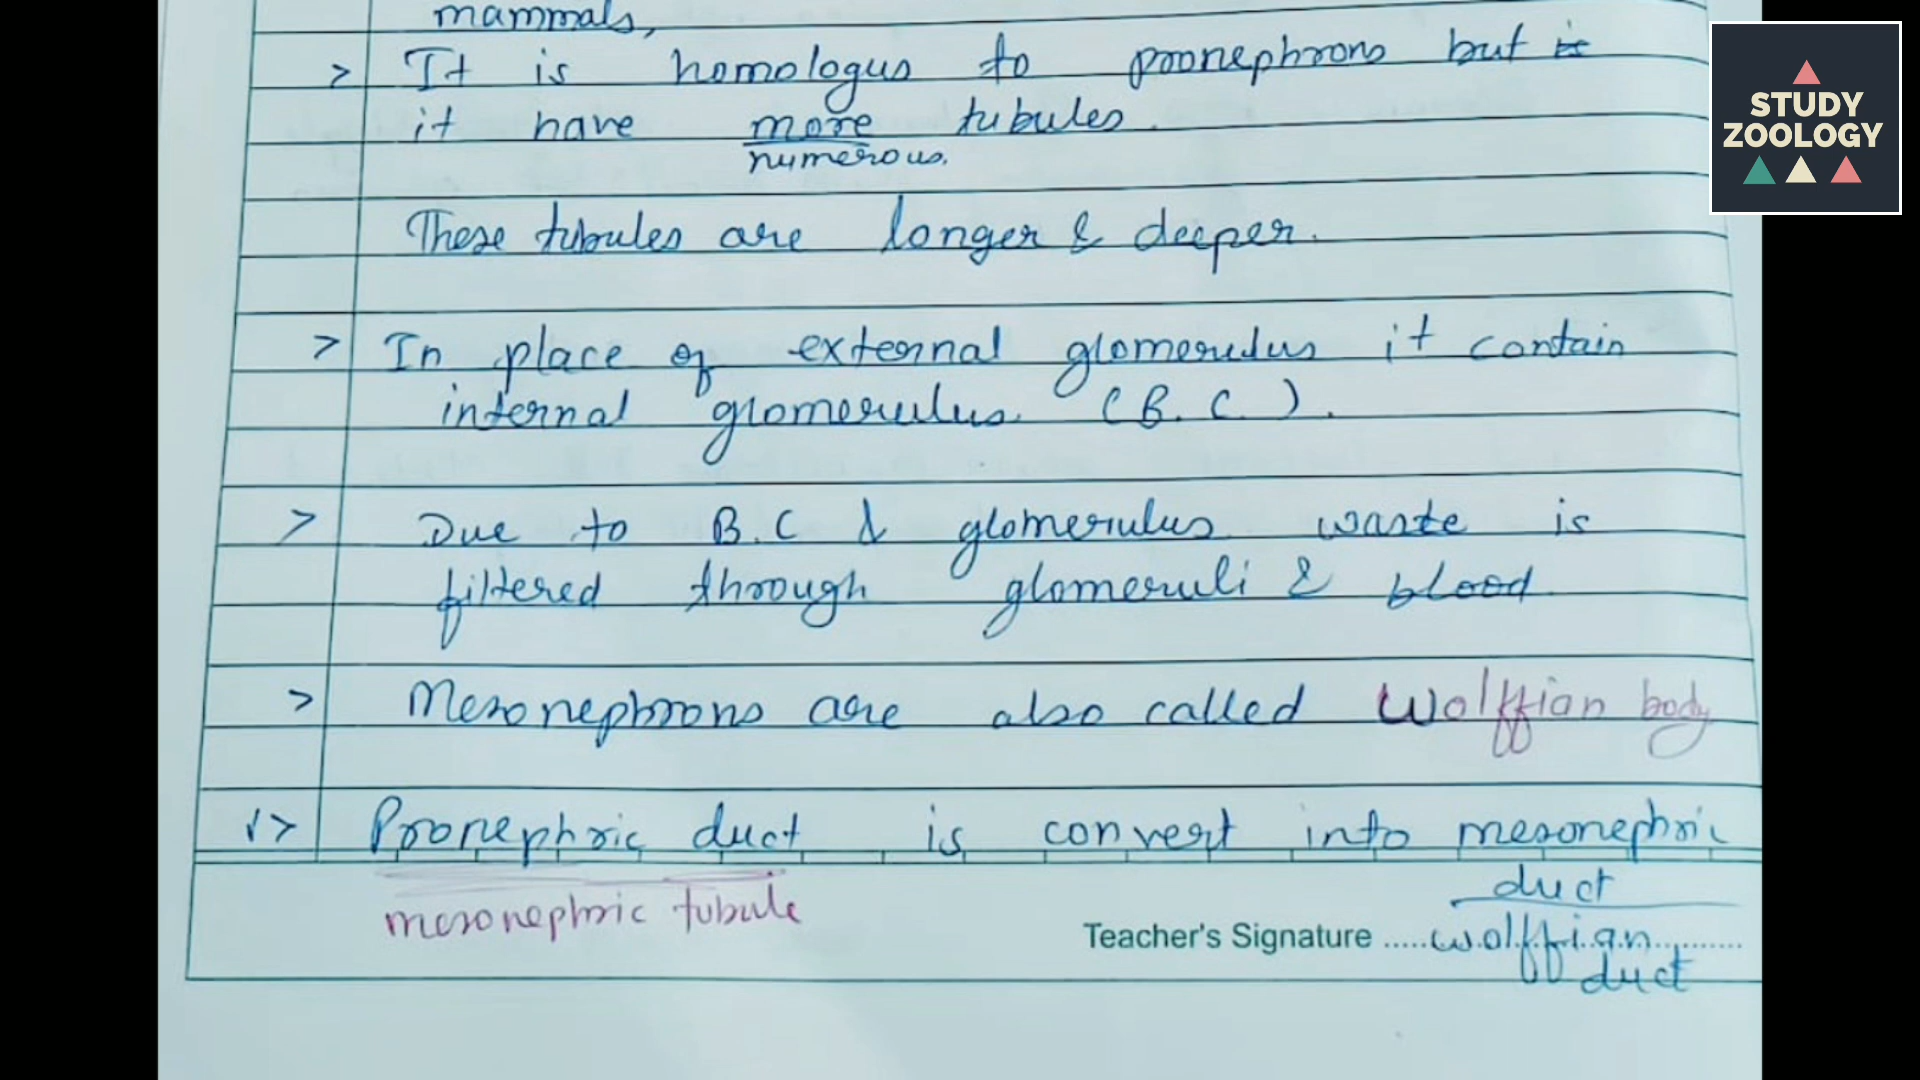 mammals,
> It is homologus to pronephrons but is
it have more tubules.
numerous.
These tubules are longer & deeper.
> In place of external glomerulus it contain
internal glomerulus (B.C.).
> Due to B.C & glomerulus waste is
filtered through glomeruli & blood
> Mesonephrons are also called Wolffian body
> Pronephric duct is convert into mesonephric
duct
mesonephric tubule
Teacher's Signature ..... wolffian
duct
STUDY
ZOOLOGY